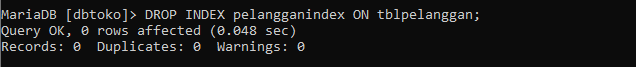 MariaDB [dbtoko]> DROP INDEX pelangganindex ON tblpelanggan;
Query OK, 0 rows affected (0.048 sec)
Records: 0  Duplicates: 0  Warnings: 0